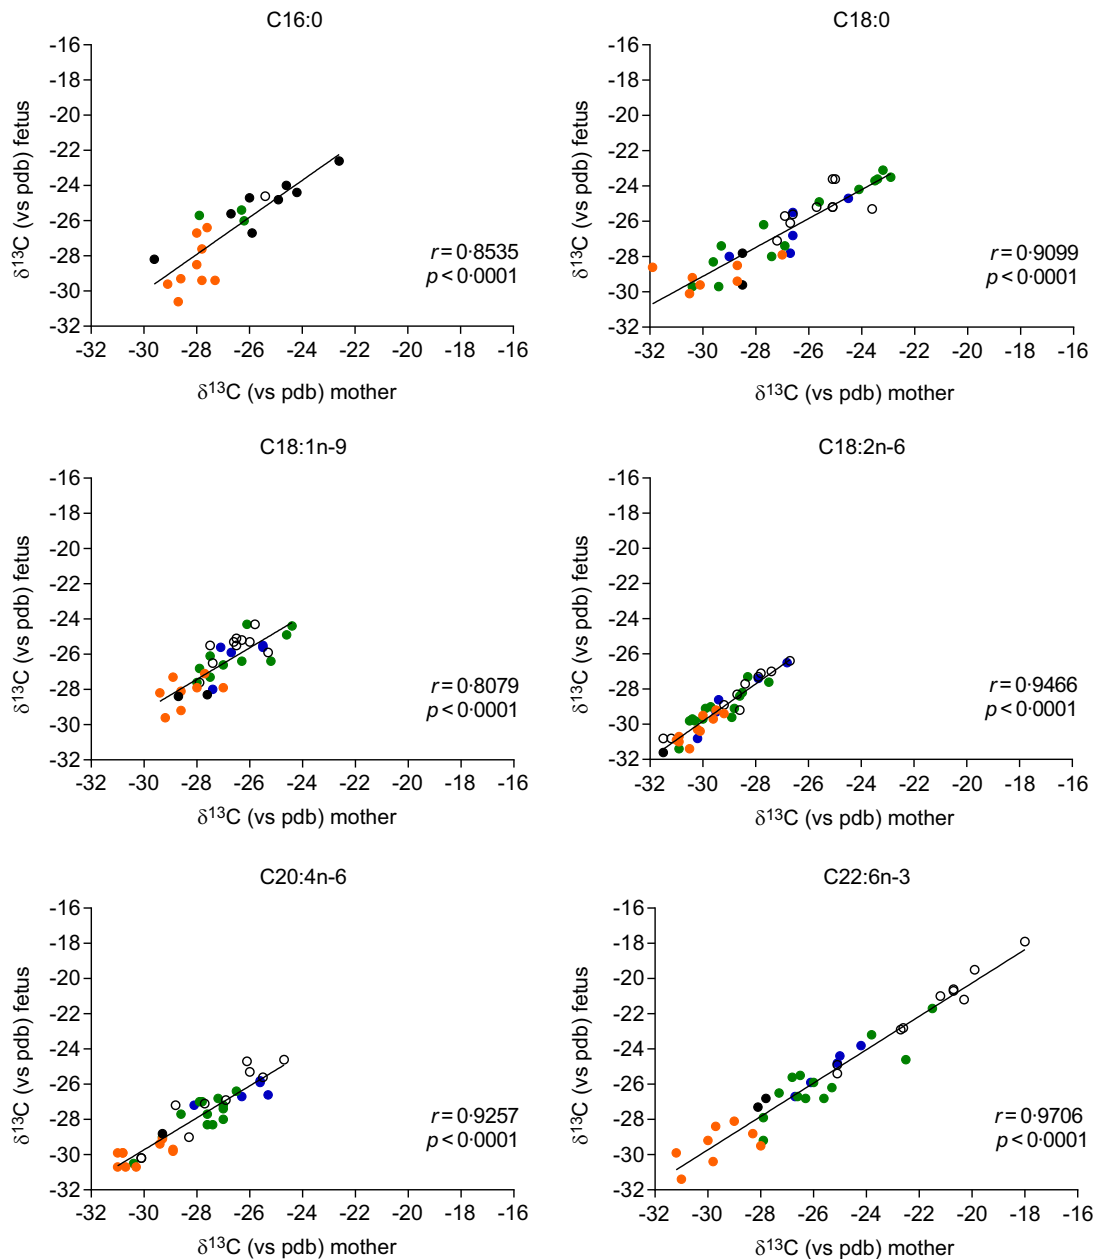 C16:0
-16
-18
-20
-22
-24
-26
-28
-30
-32
δ13C (vs pdb) fetus
r = 0·8535
p < 0·0001
-32 -30 -28 -26 -24 -22 -20 -18 -16
δ13C (vs pdb) mother
C18:0
-16
-18
-20
-22
-24
-26
-28
-30
-32
δ13C (vs pdb) fetus
r = 0·9099
p < 0·0001
-32 -30 -28 -26 -24 -22 -20 -18 -16
δ13C (vs pdb) mother
C18:1n-9
-16
-18
-20
-22
-24
-26
-28
-30
-32
δ13C (vs pdb) fetus
r = 0·8079
p < 0·0001
-32 -30 -28 -26 -24 -22 -20 -18 -16
δ13C (vs pdb) mother
C18:2n-6
-16
-18
-20
-22
-24
-26
-28
-30
-32
δ13C (vs pdb) fetus
r = 0·9466
p < 0·0001
-32 -30 -28 -26 -24 -22 -20 -18 -16
δ13C (vs pdb) mother
C20:4n-6
-16
-18
-20
-22
-24
-26
-28
-30
-32
δ13C (vs pdb) fetus
r = 0·9257
p < 0·0001
-32 -30 -28 -26 -24 -22 -20 -18 -16
δ13C (vs pdb) mother
C22:6n-3
-16
-18
-20
-22
-24
-26
-28
-30
-32
δ13C (vs pdb) fetus
r = 0·9706
p < 0·0001
-32 -30 -28 -26 -24 -22 -20 -18 -16
δ13C (vs pdb) mother